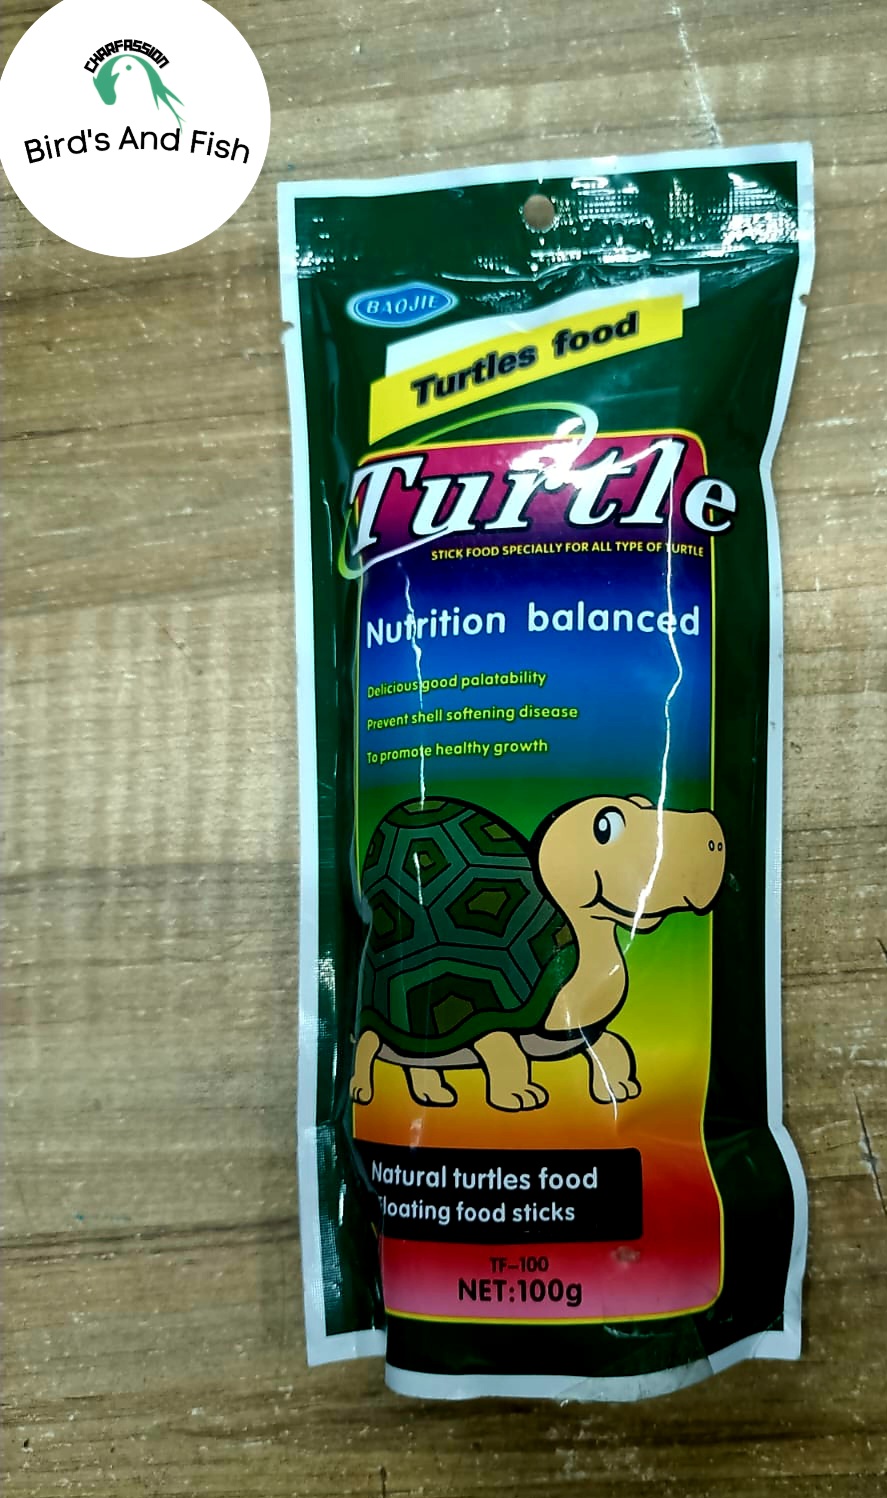 CHARFASSION
Bird's And Fish
BAOJIE
Turtles food
Turtle
STICK FOOD SPECIALLY FOR ALL TYPE OF TURTLE
Nutrition balanced
Delicious good palatability
Prevent shell softening disease
To promote healthy growth
Natural turtles food
Floating food sticks
TF-100
NET:100g